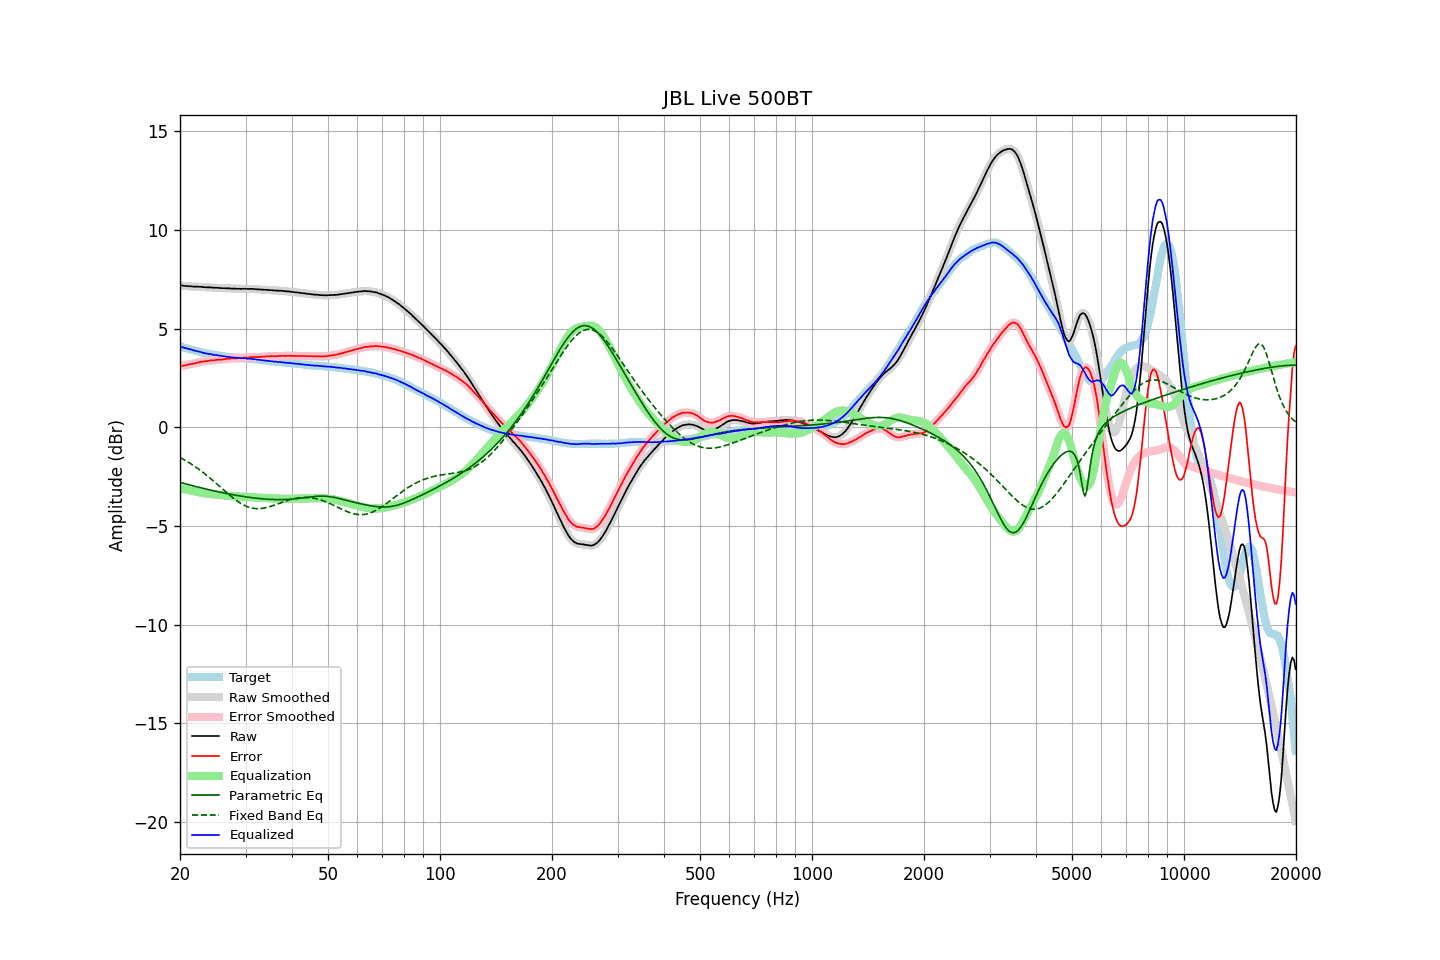 JBL Live 500BT
Amplitude (dBr)
15
10
5
0
−5
−10
−15
−20
Target
Raw Smoothed
Error Smoothed
Raw
Error
Equalization
Parametric Eq
Fixed Band Eq
Equalized
20 50 100 200 500 1000 2000 5000 10000 20000
Frequency (Hz)